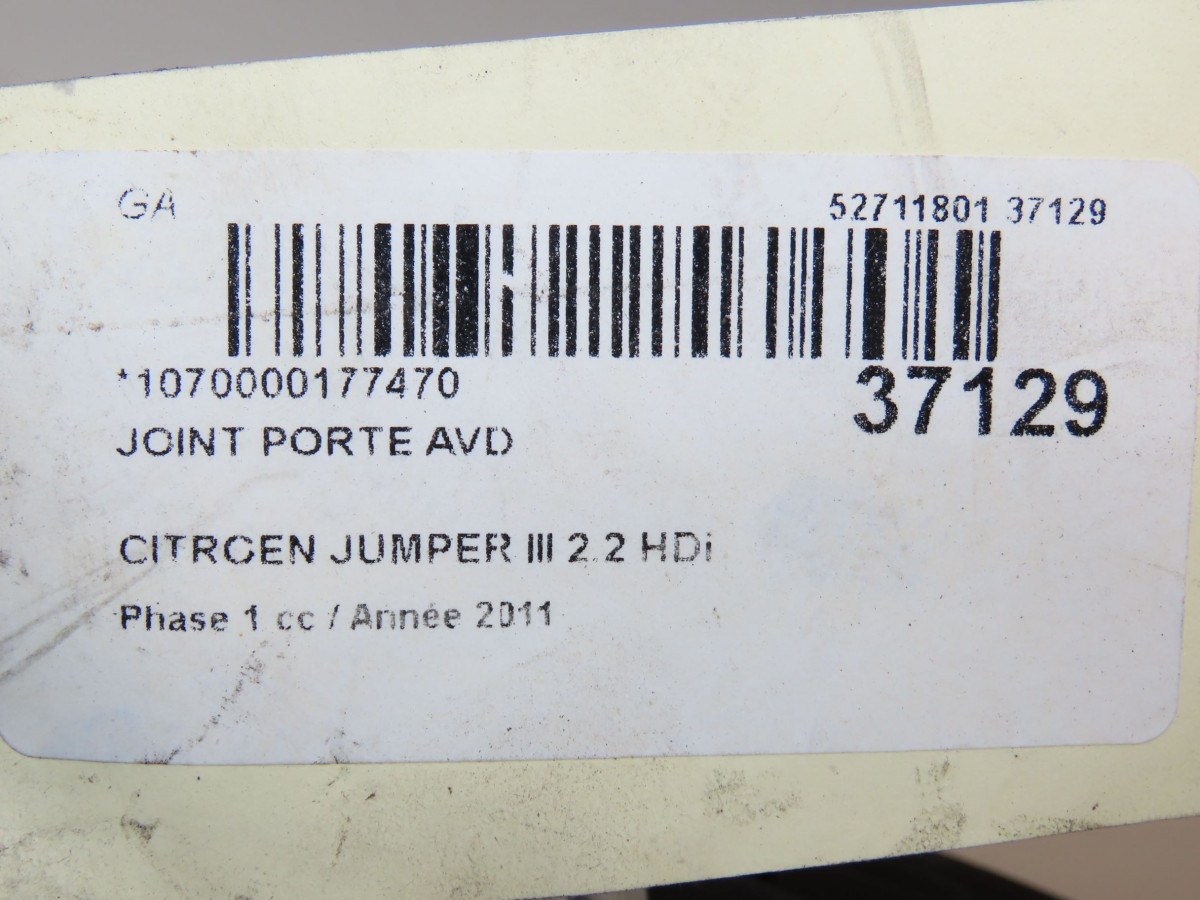 GA
52711801 37129
*1070000177470
37129
JOINT PORTE AVD
CITROEN JUMPER III 2.2 HDi
Phase 1 cc / Année 2011